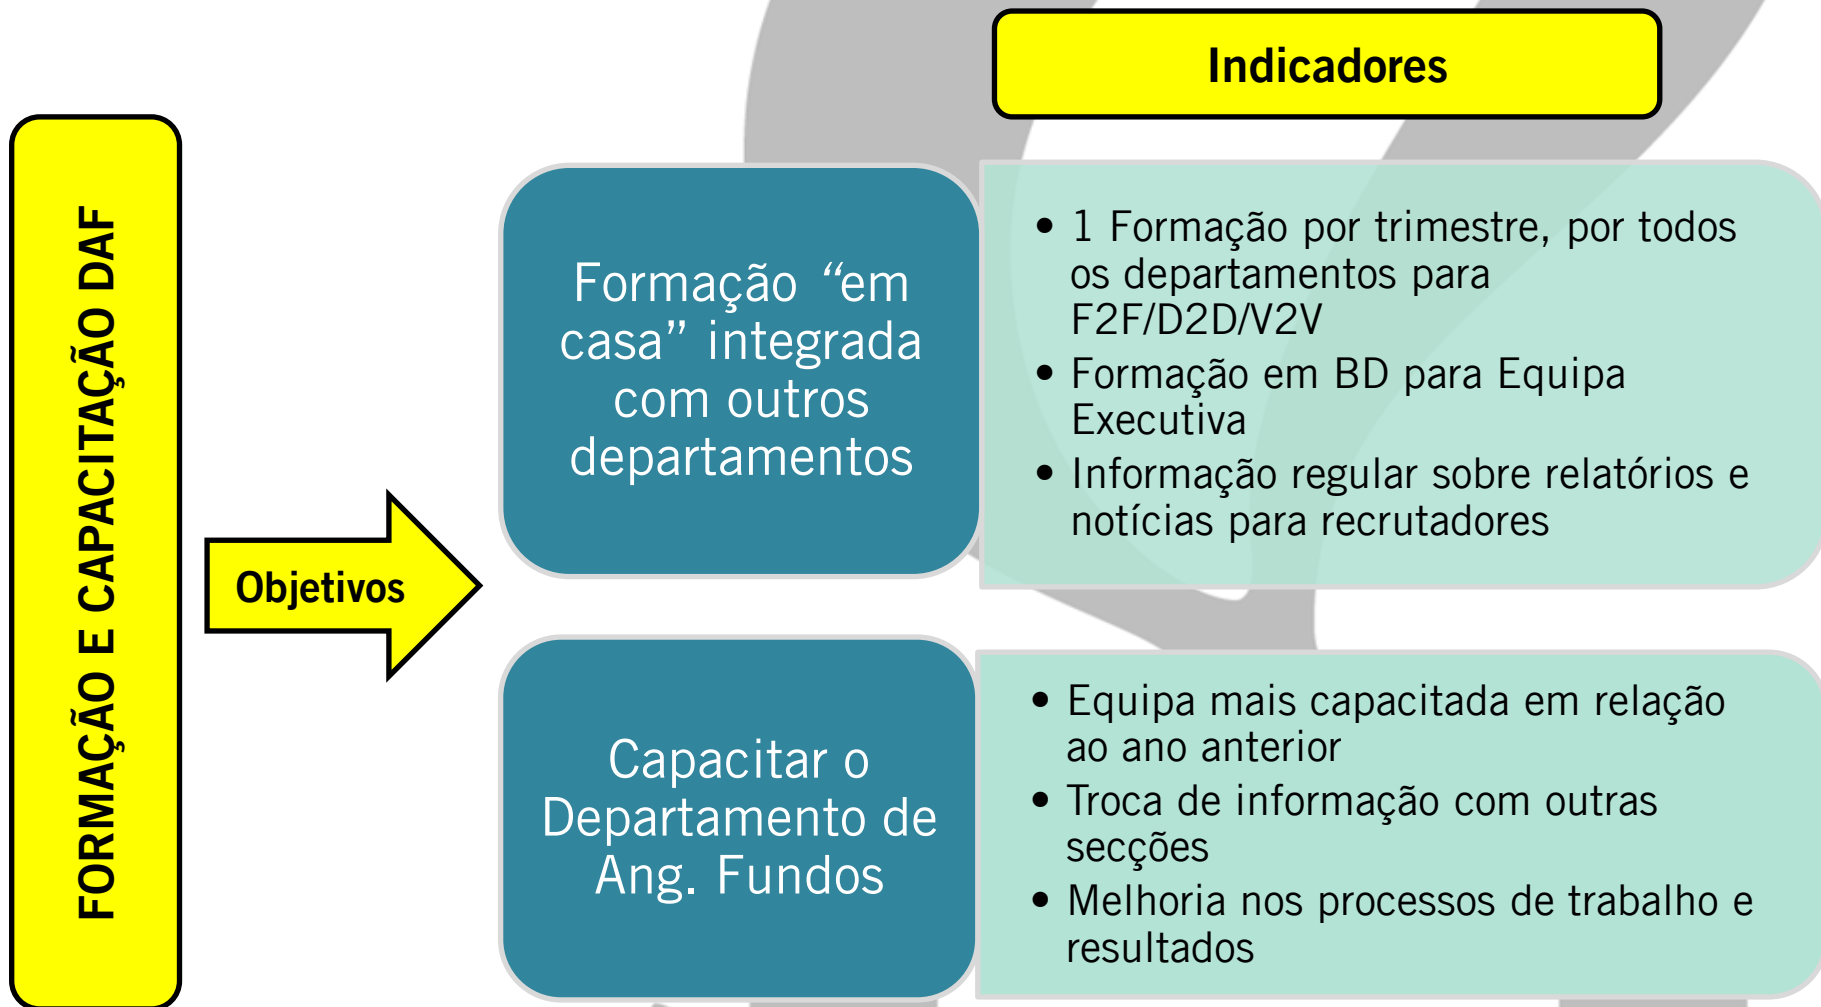 Indicadores
FORMAÇÃO E CAPACITAÇÃO DAF
Objetivos
Formação “em
casa’’ integrada
com outros
departamentos
• 1 Formação por trimestre, por todos
os departamentos para
F2F/D2D/V2V
• Formação em BD para Equipa
Executiva
• Informação regular sobre relatórios e
notícias para recrutadores
Capacitar o
Departamento de
Ang. Fundos
• Equipa mais capacitada em relação
ao ano anterior
• Troca de informação com outras
secções
• Melhoria nos processos de trabalho e
resultados